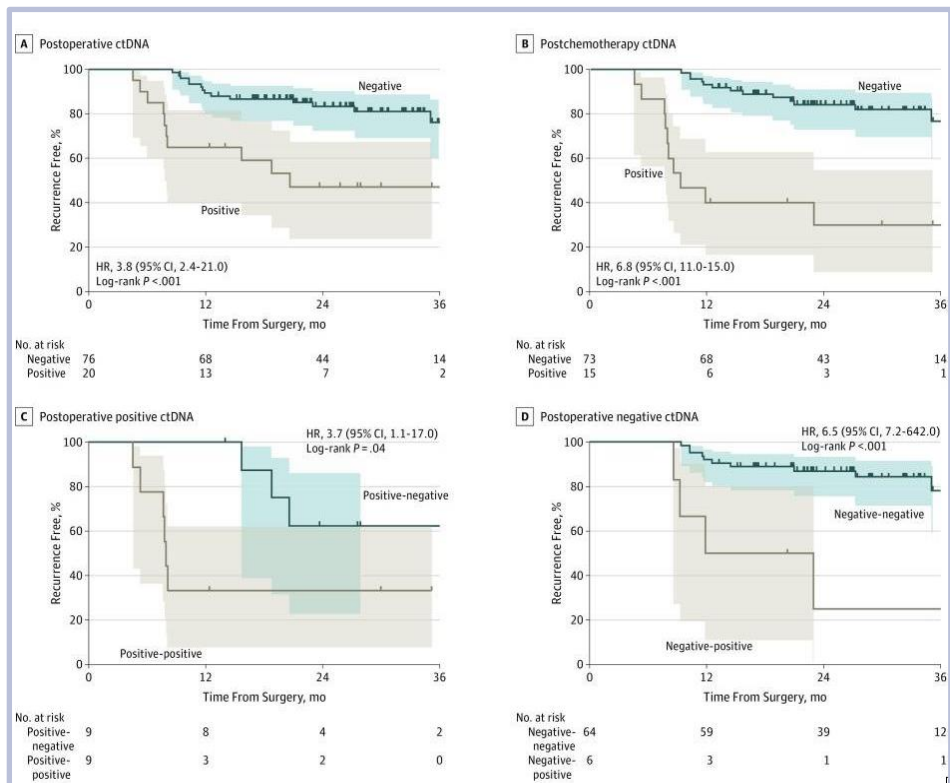 A Postoperative ctDNA
100
80
60
40
20
0
Recurrence Free, %
Negative
Positive
HR, 3.8 (95% CI, 2.4-21.0)
Log-rank P <.001
0 12 24 36
Time From Surgery, mo
No. at risk
Negative 76 68 44 14
Positive 20 13 7 2
B Postchemotherapy ctDNA
100
80
60
40
20
0
Recurrence Free, %
Negative
Positive
HR, 6.8 (95% CI, 11.0-15.0)
Log-rank P <.001
0 12 24 36
Time From Surgery, mo
No. at risk
Negative 73 68 43 14
Positive 15 6 3 1
C Postoperative positive ctDNA
HR, 3.7 (95% CI, 1.1-17.0)
Log-rank P = .04
100
80
60
40
20
0
Recurrence Free, %
Positive-negative
Positive-positive
0 12 24 36
Time From Surgery, mo
No. at risk
Positive- 9 8 4 2
negative
Positive- 9 3 2 0
positive
D Postoperative negative ctDNA
HR, 6.5 (95% CI, 7.2-642.0)
Log-rank P <.001
100
80
60
40
20
0
Recurrence Free, %
Negative-negative
Negative-positive
0 12 24 36
Time From Surgery, mo
No. at risk
Negative- 64 59 39 12
negative
Negative- 6 3 1 1
positive